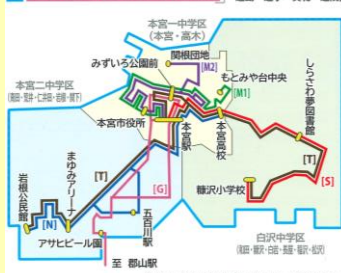 本宮一中学区
(本宮・高木)
関根団地
みずいろ公園前
[M2]
もとみや台中央
[M1]
しらさわ夢図書館
本宮二中学区
本宮市役所
本宮駅
本宮高校
[T]
[S]
[T]
[G]
まゆみアリーナ
岩根公民館
[N]
五百川駅
アサヒビール園
糠沢小学校
白沢中学区
至 郡山駅